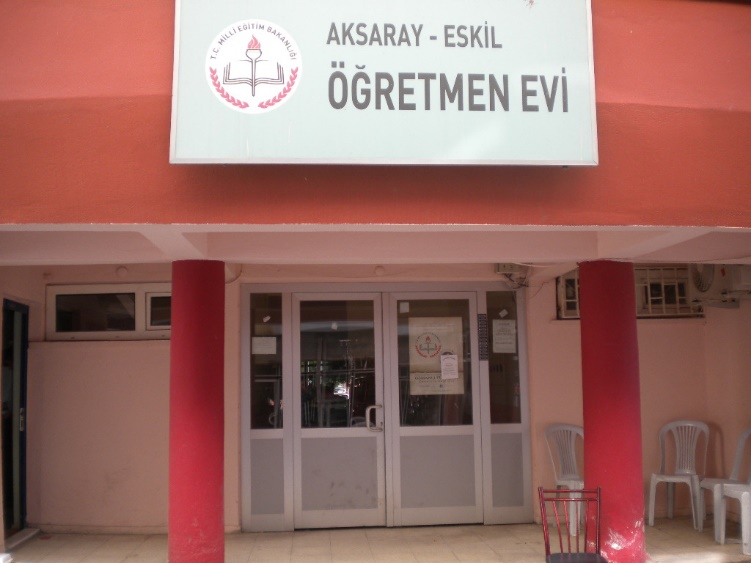 T.C. MİLLİ EĞİTİM BAKANLIĞI
AKSARAY - ESKİL
ÖĞRETMEN EVİ